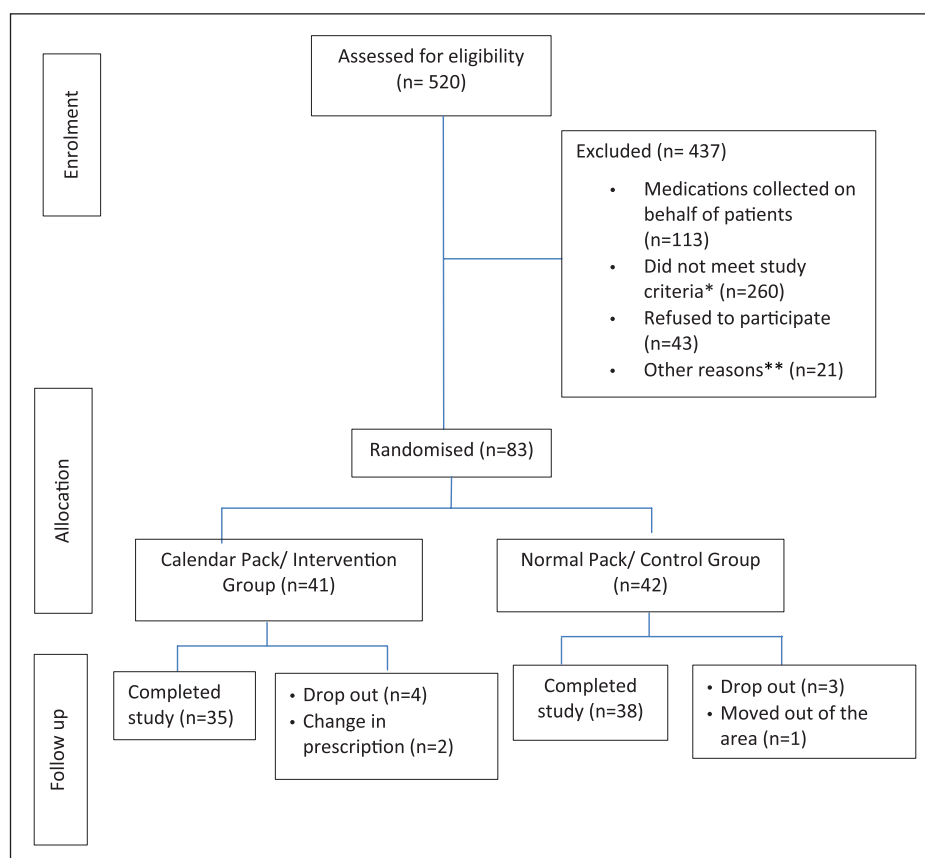 Enrolment
Assessed for eligibility
(n= 520)
Excluded (n= 437)
• Medications collected on
behalf of patients
(n=113)
• Did not meet study
criteria* (n=260)
• Refused to participate
(n=43)
• Other reasons** (n=21)
Allocation
Randomised (n=83)
Calendar Pack/ Intervention
Group (n=41)
Normal Pack/ Control Group
(n=42)
Follow up
Completed
study (n=35)
• Drop out (n=4)
• Change in
prescription (n=2)
Completed
study (n=38)
• Drop out (n=3)
• Moved out of the
area (n=1)